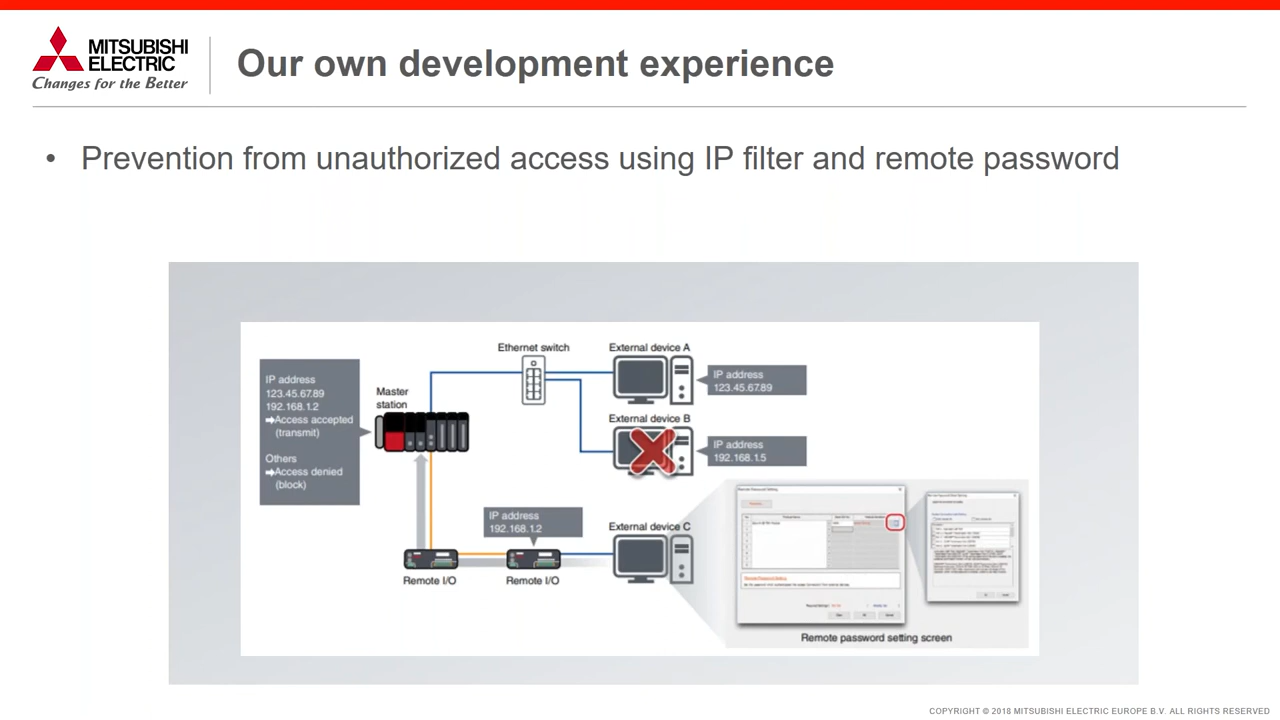 MITSUBISHI
ELECTRIC
Changes for the Better
Our own development experience
• Prevention from unauthorized access using IP filter and remote password
Ethernet switch
External device A
IP address
123.45.67.89
IP address
123.45.67.89
192.168.1.2
➡Access accepted
(transmit)
Others
➡Access denied
(block)
Master
station
External device B
IP address
192.168.1.5
IP address
192.168.1.2
External device C
Remote I/O
Remote I/O
Remote Password Setting
Remote password setting screen
COPYRIGHT © 2018 MITSUBISHI ELECTRIC EUROPE B.V. ALL RIGHTS RESERVED